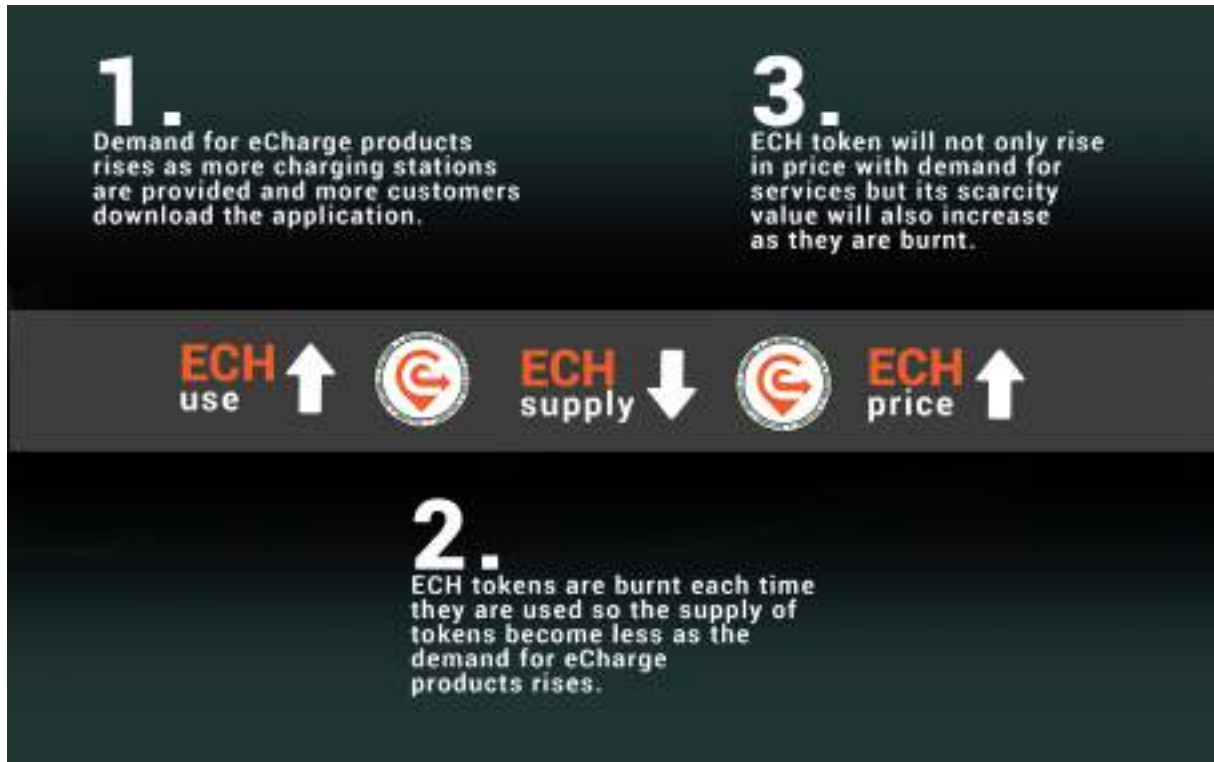 1.
Demand for eCharge products
rises as more charging stations
are provided and more customers
download the application.
3.
ECH token will not only rise
in price with demand for
services but its scarcity
value will also increase
as they are burnt.
ECH
use
ECH
supply
ECH
price
2.
ECH tokens are burnt each time
they are used so the supply of
tokens become less as the
demand for eCharge
products rises.